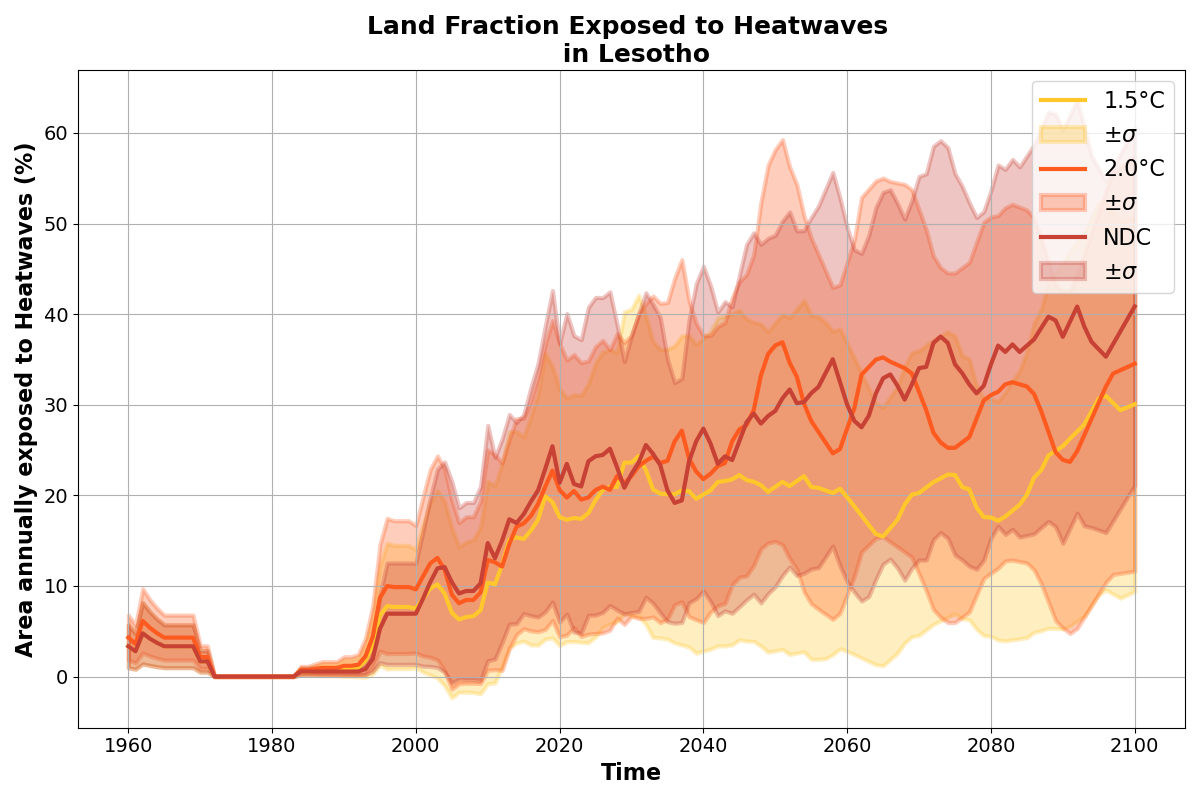 Land Fraction Exposed to Heatwaves
in Lesotho
Area annually exposed to Heatwaves (%)
60
50
40
30
20
10
0
1960
1980
2000
2020
2040
2060
2080
2100
Time
1.5°C
±σ
2.0°C
±σ
NDC
±σ